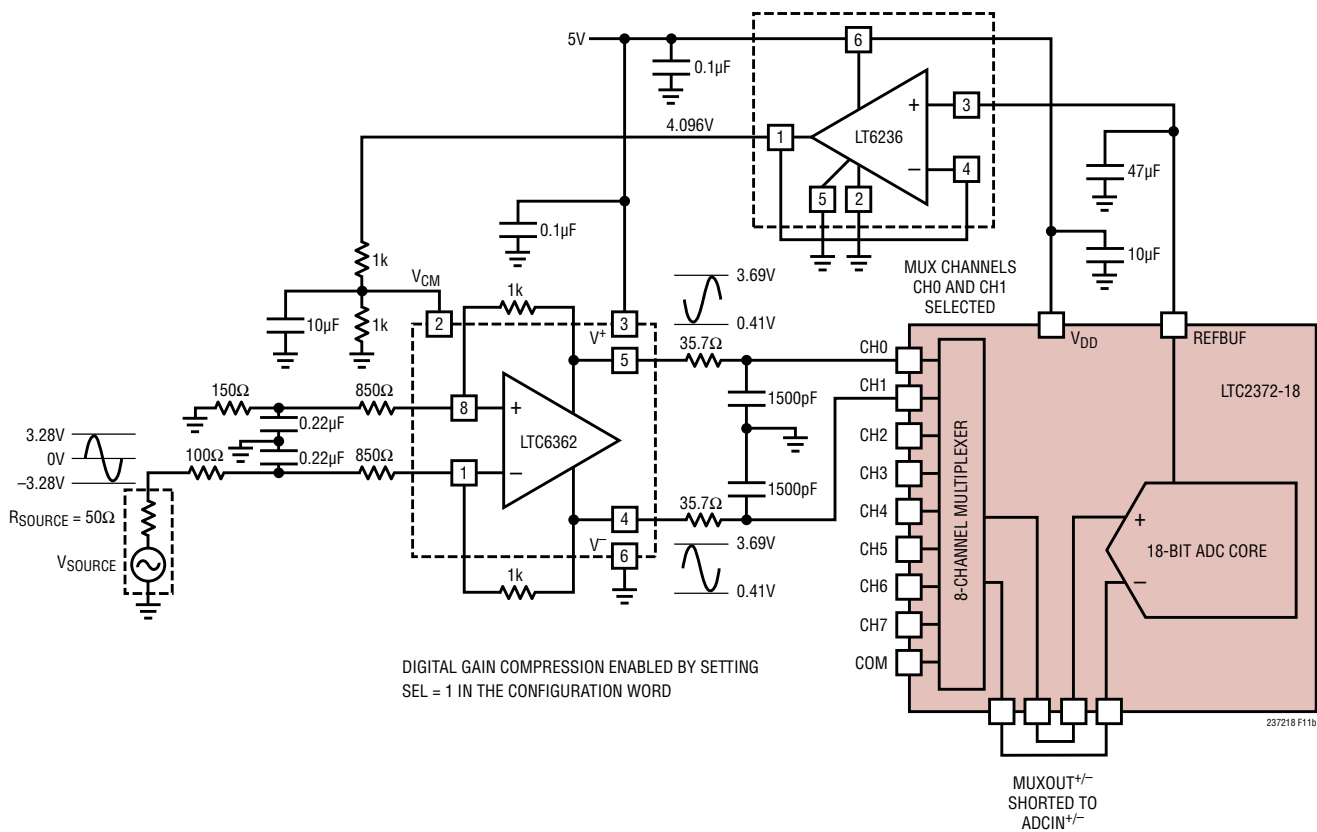 5V
6
0.1µF
+
3
4.096V
1
LT6236
–
4
47µF
5
2
0.1µF
10µF
1k
MUX CHANNELS
CH0 AND CH1
SELECTED
VCM
1k
3.69V
0.41V
10µF
1k
2
3
V+
5
35.7Ω
VDD
REFBUF
CH0
LTC2372-18
150Ω
850Ω
8
+
1500pF
CH1
0.22µF
LTC6362
CH2
3.28V
0V
–3.28V
0.22µF
100Ω
850Ω
1
–
CH3
1500pF
RSOURCE = 50Ω
35.7Ω
4
CH4
8-CHANNEL MULTIPLEXER
+
18-BIT ADC CORE
–
V–
6
3.69V
0.41V
CH5
VSOURCE
1k
CH6
CH7
COM
DIGITAL GAIN COMPRESSION ENABLED BY SETTING
SEL = 1 IN THE CONFIGURATION WORD
237218 F11b
MUXOUT+/–
SHORTED TO
ADCIN+/–